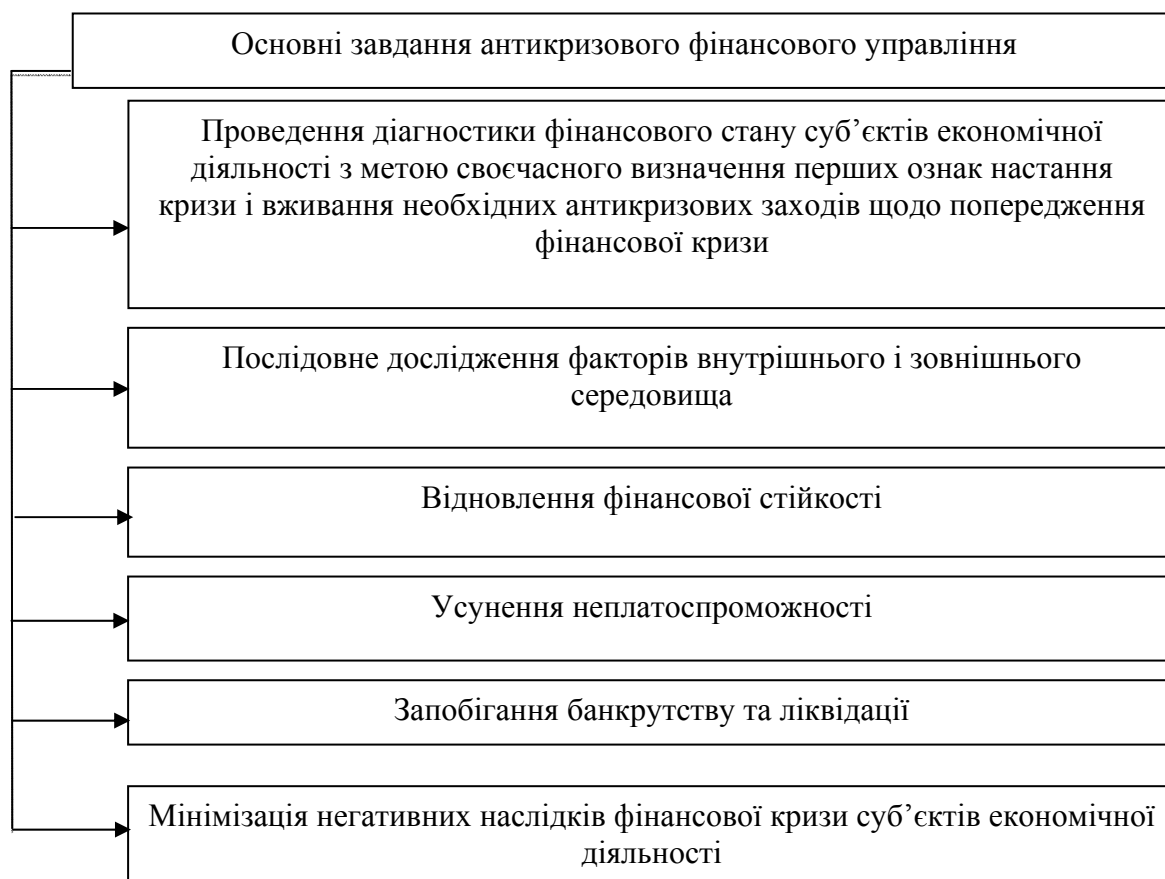 Основні завдання антикризового фінансового управління
Проведення діагностики фінансового стану суб’єктів економічної
діяльності з метою своєчасного визначення перших ознак настання
кризи і вживання необхідних антикризових заходів щодо попередження
фінансової кризи
Послідовне дослідження факторів внутрішнього і зовнішнього
середовища
Відновлення фінансової стійкості
Усунення неплатоспроможності
Запобігання банкрутству та ліквідації
Мінімізація негативних наслідків фінансової кризи суб’єктів економічної
діяльності